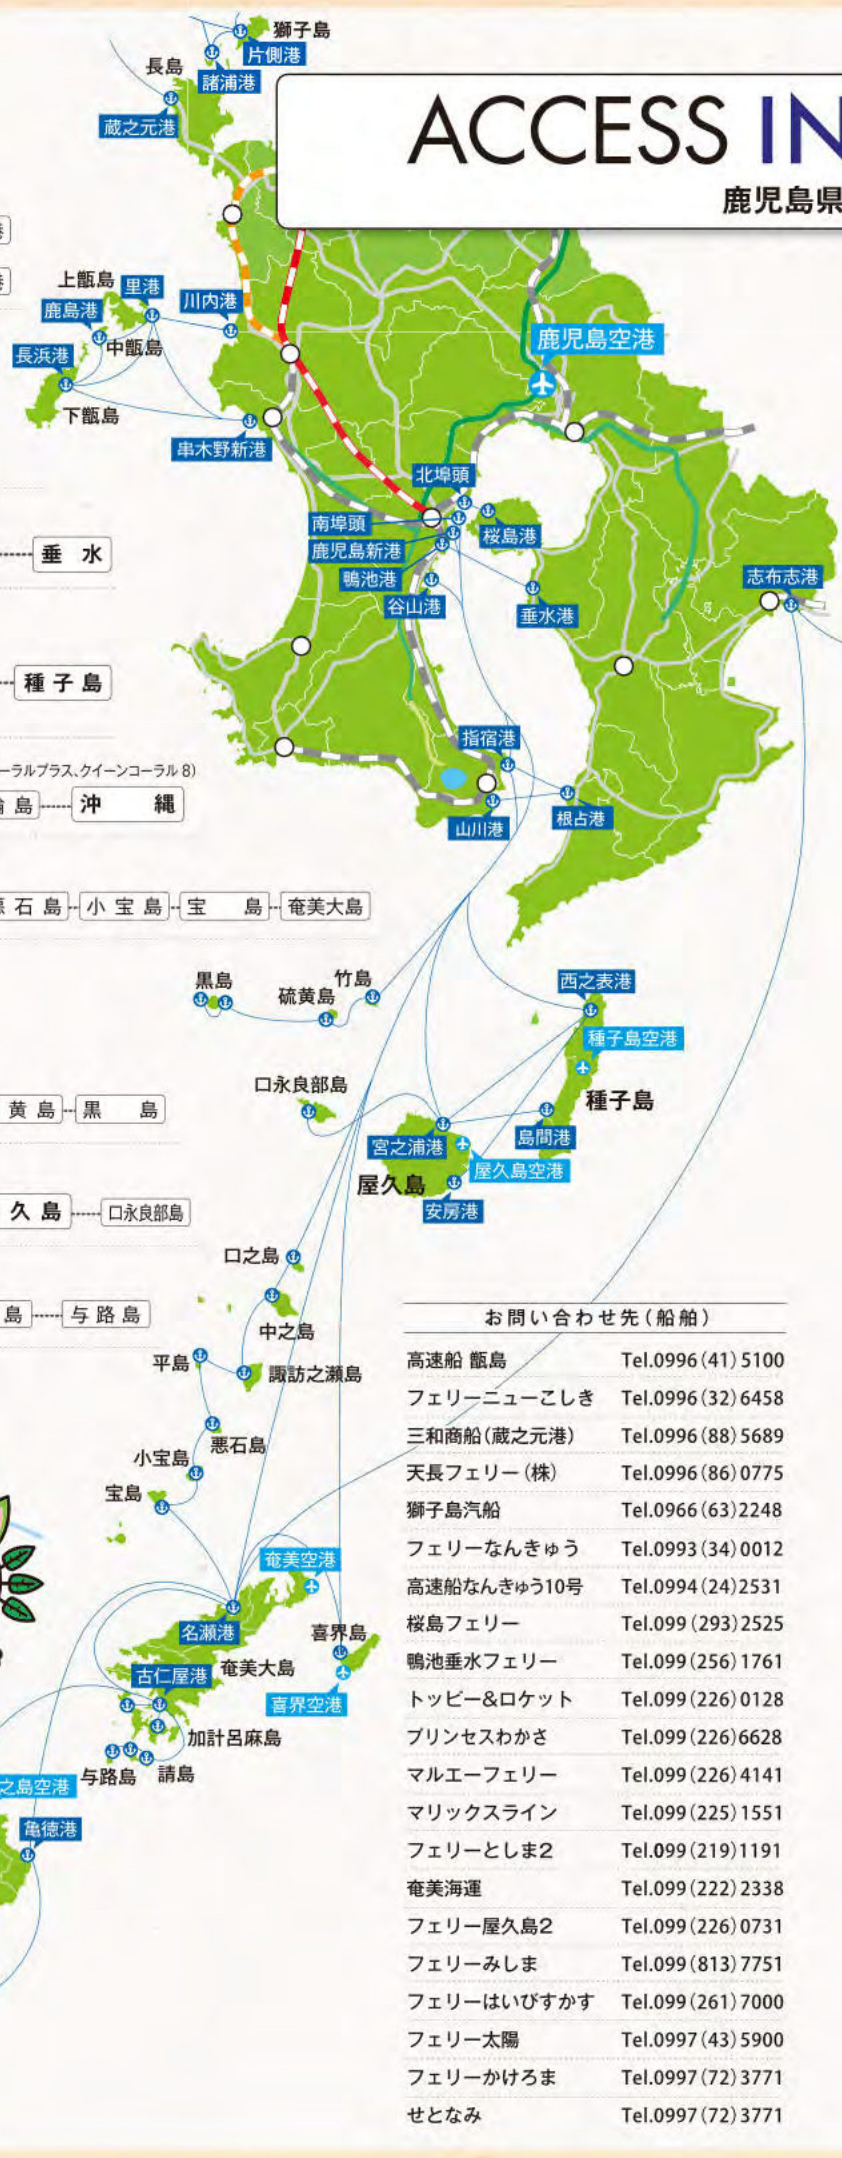 獅子島
片側港
長島
諸浦港
蔵之元港
ACCESS IN
鹿児島県
上甑島
里港
川内港
鹿島港
中甑島
長浜港
下甑島
串木野新港
鹿児島空港
北埠頭
南埠頭
桜島港
鹿児島新港
鴨池港
谷山港
垂水港
志布志港
垂 水
種 子 島
ーラルプラス、クイーンコーラル8)
島
沖 縄
指宿港
山川港
根占港
石 島
小 宝 島
宝 島
奄美大島
黒島
硫黄島
竹島
西之表港
種子島空港
種子島
島間港
口永良部島
宮之浦港
屋久島空港
屋久島
安房港
黄 島
黒 島
久 島
口永良部島
島
与 路 島
口之島
中之島
平島
諏訪之瀬島
悪石島
小宝島
宝島
奄美空港
名瀬港
喜界島
古仁屋港
奄美大島
喜界空港
加計呂麻島
与路島
請島
之島空港
亀徳港
お問い合わせ先(船舶)
高速船 甑島 Tel.0996(41)5100
フェリーニューこしき Tel.0996(32)6458
三和商船(蔵之元港) Tel.0996(88)5689
天長フェリー(株) Tel.0996(86)0775
獅子島汽船 Tel.0966(63)2248
フェリーなんきゅう Tel.0993(34)0012
高速船なんきゅう10号 Tel.0994(24)2531
桜島フェリー Tel.099(293)2525
鴨池垂水フェリー Tel.099(256)1761
トッピー&ロケット Tel.099(226)0128
プリンセスわかさ Tel.099(226)6628
マルエーフェリー Tel.099(226)4141
マリックスライン Tel.099(225)1551
フェリーとしま2 Tel.099(219)1191
奄美海運 Tel.099(222)2338
フェリー屋久島2 Tel.099(226)0731
フェリーみしま Tel.099(813)7751
フェリーはいびすかす Tel.099(261)7000
フェリー太陽 Tel.0997(43)5900
フェリーかけろま Tel.0997(72)3771
せとなみ Tel.0997(72)3771